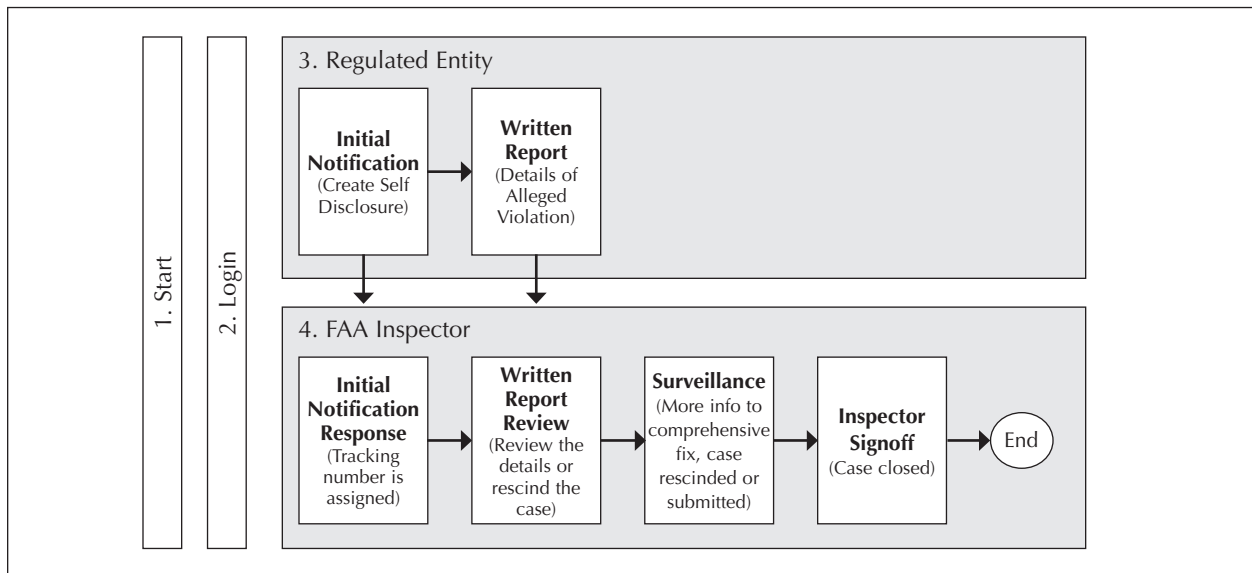 1. Start
2. Login
3. Regulated Entity
Initial
Notification
(Create Self
Disclosure)
Written
Report
(Details of
Alleged
Violation)
4. FAA Inspector
Initial
Notification
Response
(Tracking
number is
assigned)
Written
Report
Review
(Review the
details or
rescind the
case)
Surveillance
(More info to
comprehensive
fix, case
rescinded or
submitted)
Inspector
Signoff
(Case closed)
End